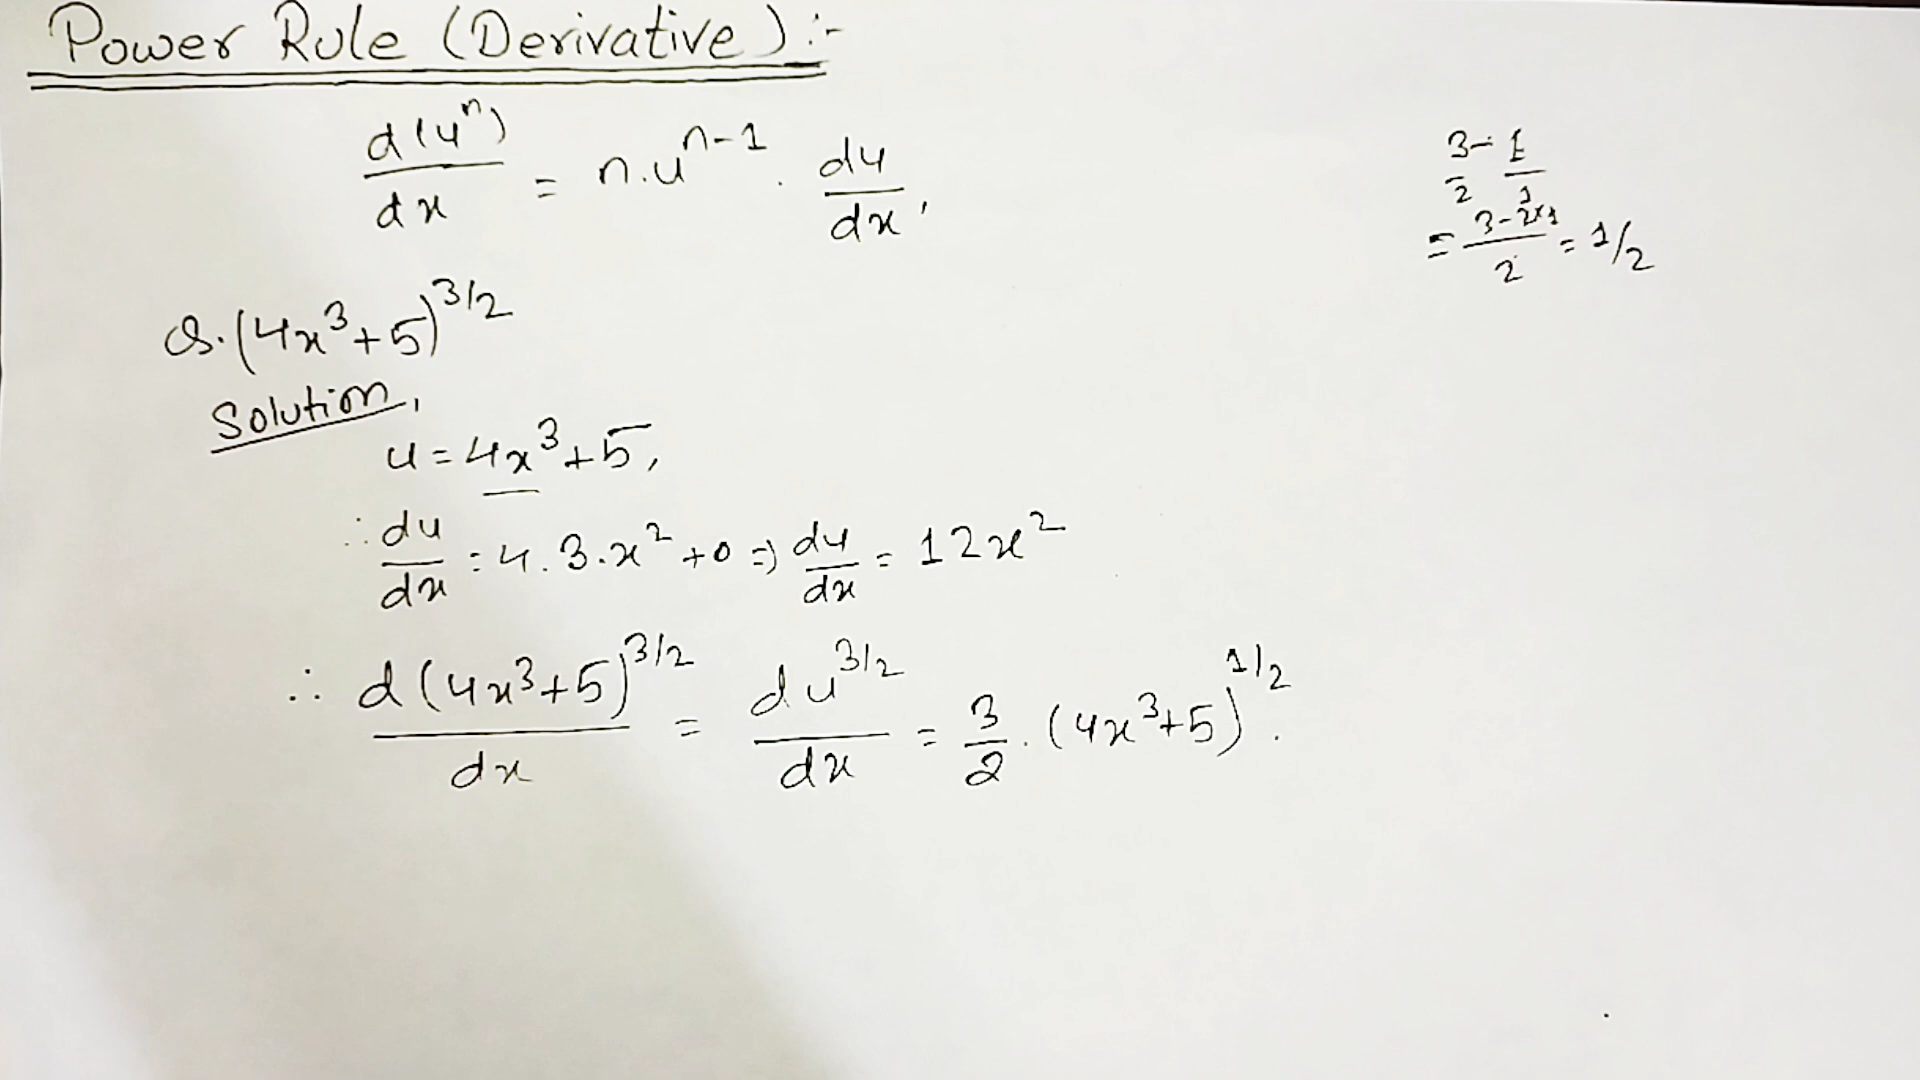 Power Rule (Derivative) :-
d(u^n)/dx = n.u^(n-1) . du/dx,
3/2 - 1/1
= (3-2×1)/2 = 1/2
Q. (4x^3+5)^(3/2)
Solution,
u = 4x^3+5,
∴ du/dx = 4.3.x^2+0 => du/dx = 12x^2
∴ d(4x^3+5)^(3/2)/dx = du^(3/2)/dx = 3/2 . (4x^3+5)^(1/2) .